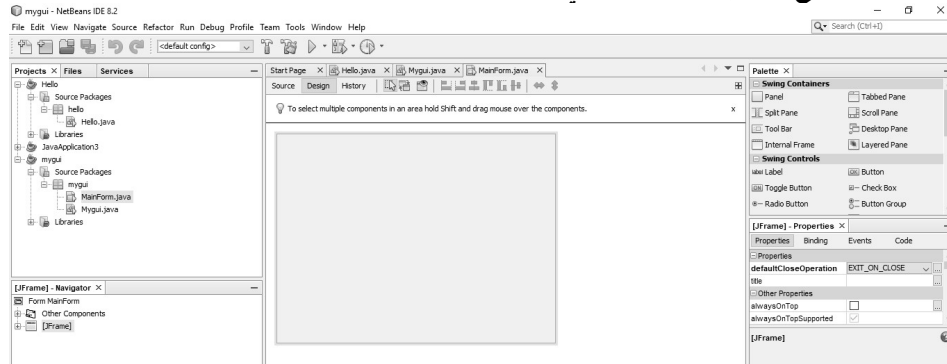 mygui - NetBeans IDE 8.2
File Edit View Navigate Source Refactor Run Debug Profile Team Tools Window Help
Search (Ctrl+I)
<default config>
Projects Files Services
Hello
Source Packages
hello
Hello.java
Libraries
JavaApplication3
mygui
Source Packages
mygui
MainForm.java
Mygui.java
Libraries
[JFrame] - Navigator
Form MainForm
Other Components
[JFrame]
Start Page Hello.java Mygui.java MainForm.java
Source Design History
To select multiple components in an area hold Shift and drag mouse over the components. x
Palette
Swing Containers
Panel Tabbed Pane
Split Pane Scroll Pane
Tool Bar Desktop Pane
Internal Frame Layered Pane
Swing Controls
label Label OK Button
ON Toggle Button Check Box
Radio Button Button Group
[JFrame] - Properties
Properties Binding Events Code
Properties
defaultCloseOperation EXIT_ON_CLOSE
title
Other Properties
alwaysOnTop
alwaysOnTopSupported
[JFrame]